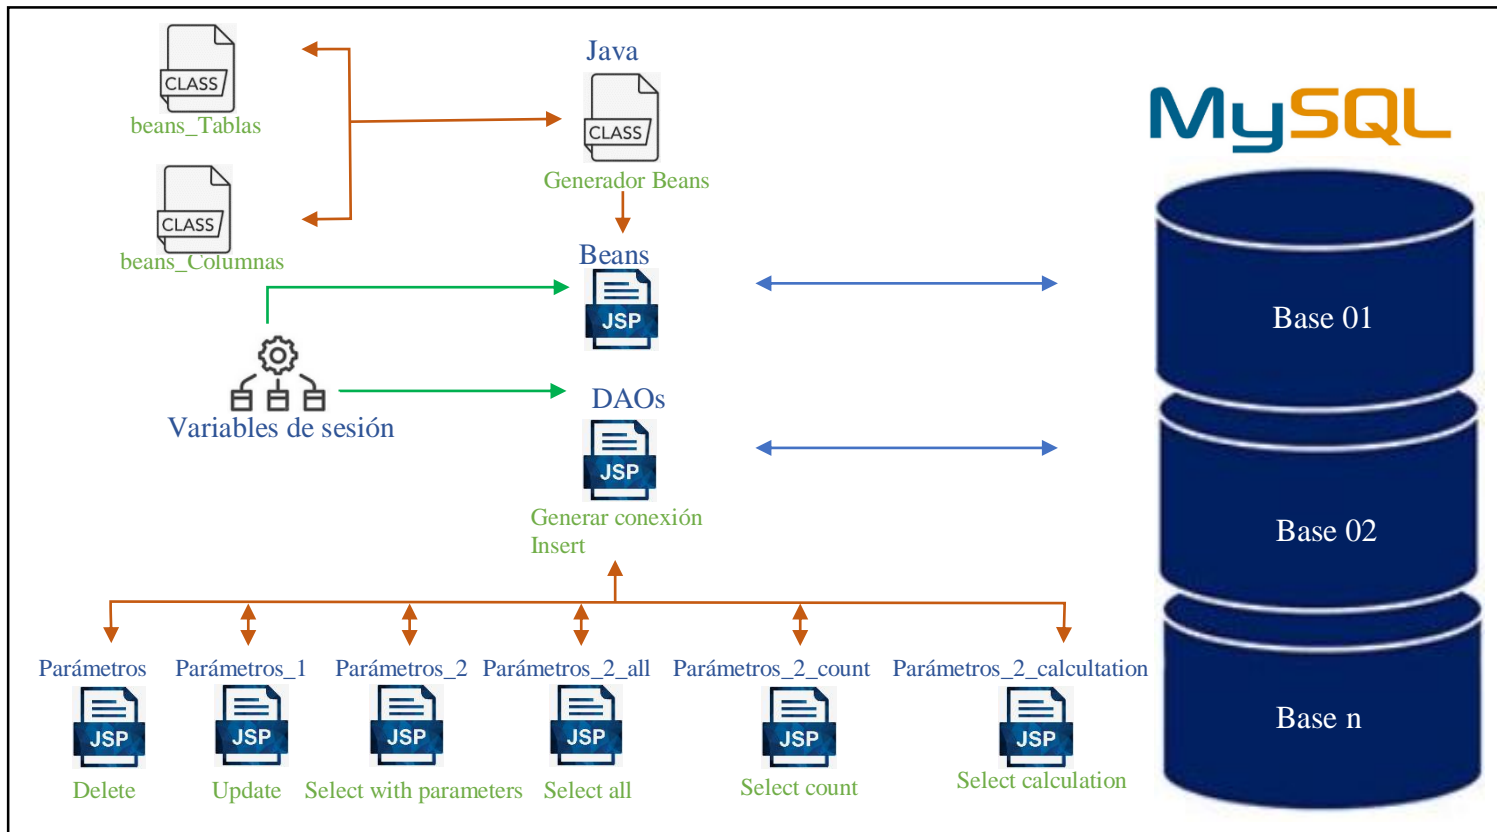 CLASS
beans_Tablas
Java
CLASS
Generador Beans
MySQL
CLASS
beans_Columnas
Beans
JSP
Base 01
Variables de sesión
DAOs
JSP
Generar conexión
Insert
Base 02
Parámetros
Parámetros_1
Parámetros_2
Parámetros_2_all
Parámetros_2_count
Parámetros_2_calcultation
JSP
JSP
JSP
JSP
JSP
JSP
Delete
Update
Select with parameters
Select all
Select count
Select calculation
Base n